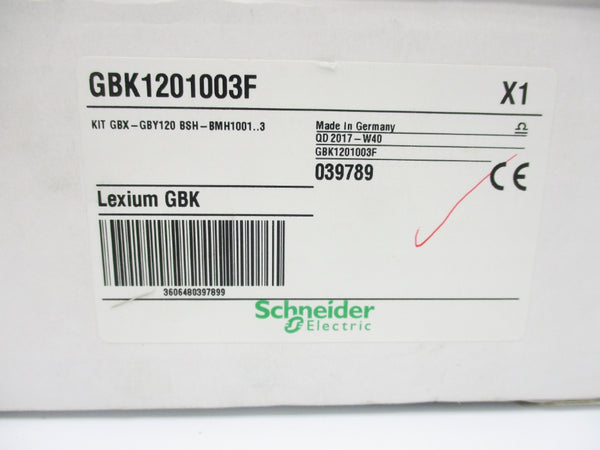 GBK1201003F
X1
KIT GBX-GBY120 BSH-BMH1001..3
Made in Germany
QD 2017-W40
GBK1201003F
039789
CE
Lexium GBK
3606480397899
Schneider
Electric